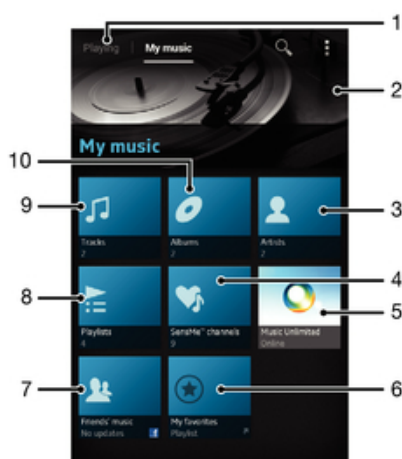 1
Playing My music
2
My music
10
9
3
Tracks Albums Artists
2 2 2
4
8
5
Playlists SensMe™ channels Music Unlimited
4 9 Online
7
6
Friends' music My favorites
No updates f Playlist